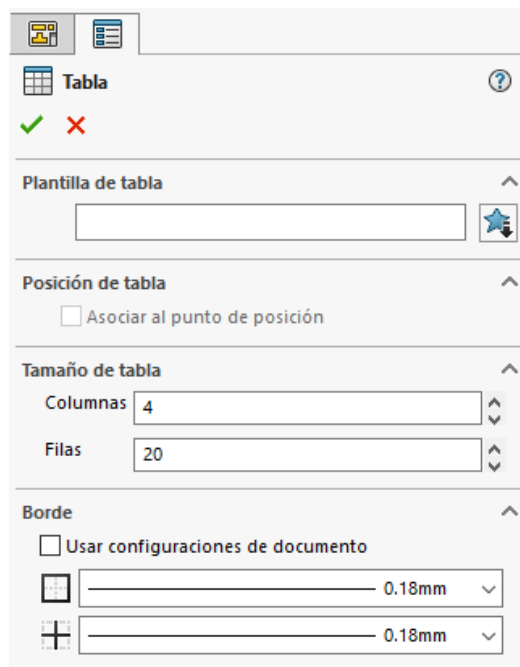 Tabla
?
Plantilla de tabla
Posición de tabla
Asociar al punto de posición
Tamaño de tabla
Columnas 4
Filas 20
Borde
Usar configuraciones de documento
0.18mm
0.18mm